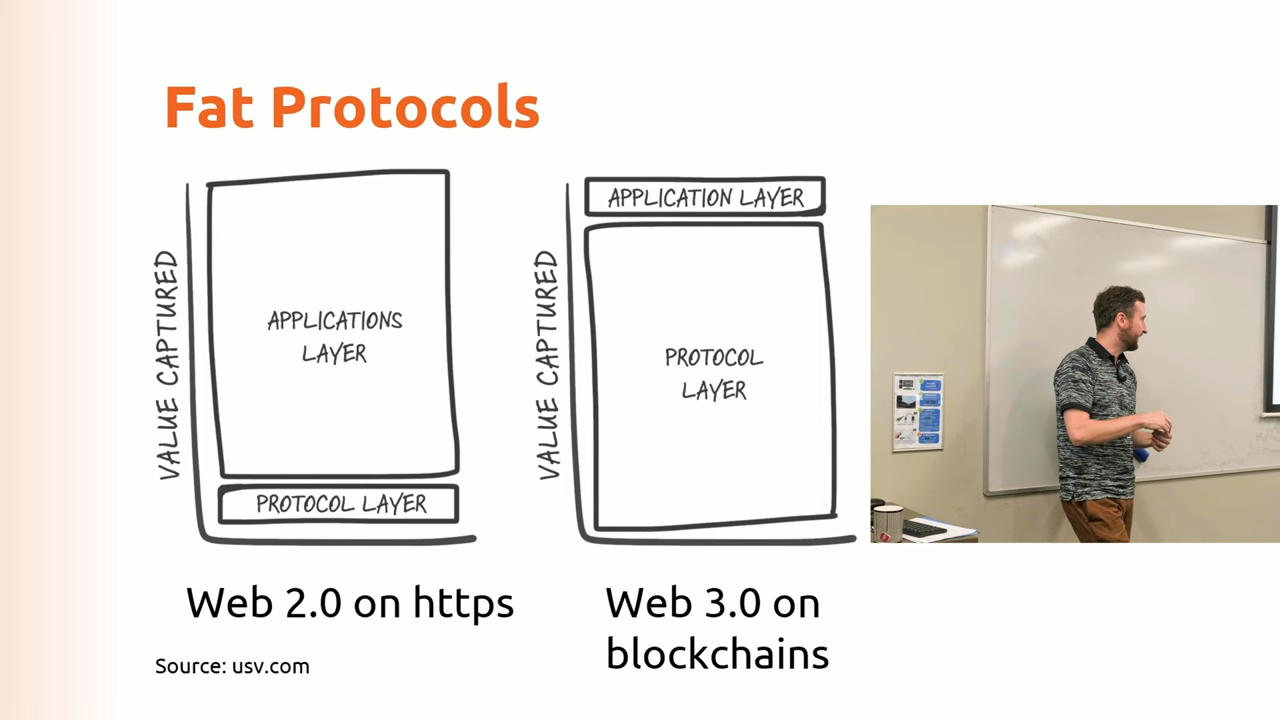 Fat Protocols
VALUE CAPTURED
APPLICATIONS
LAYER
PROTOCOL LAYER
Web 2.0 on https
VALUE CAPTURED
APPLICATION LAYER
PROTOCOL
LAYER
Web 3.0 on
blockchains
Source: usv.com